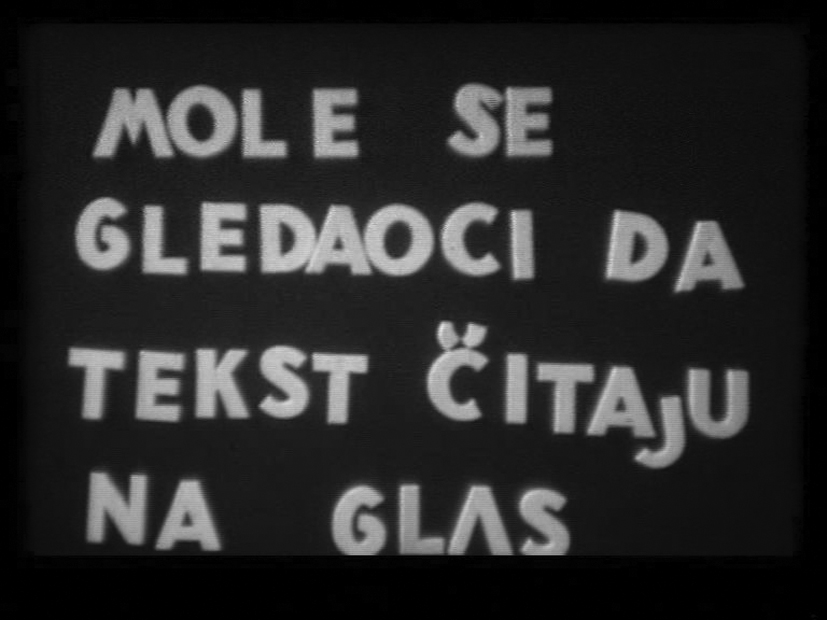 MOLE SE
GLEDAOCI DA
TEKST ČITAJU
NA GLAS